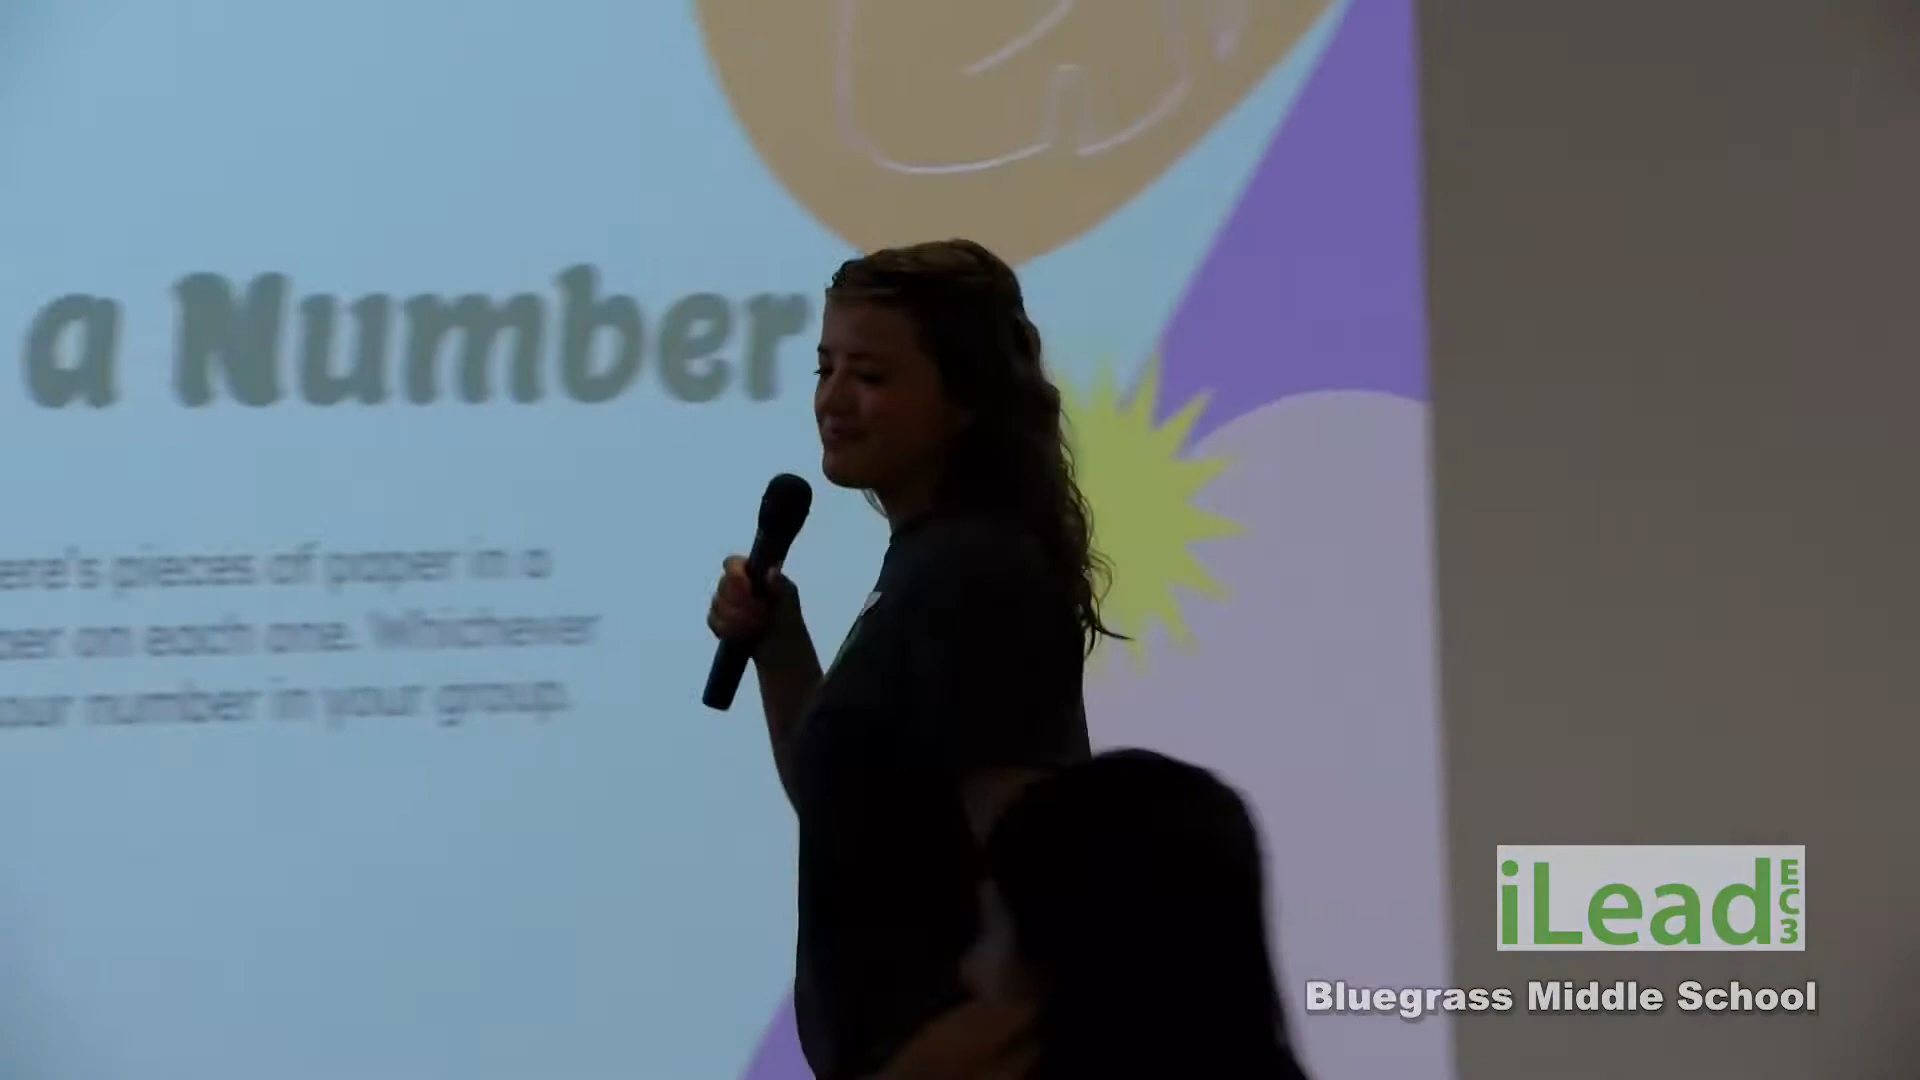 a Number
ere's pieces of paper in a
ber on each one. Whichever
our number in your group.
iLead EC3
Bluegrass Middle School